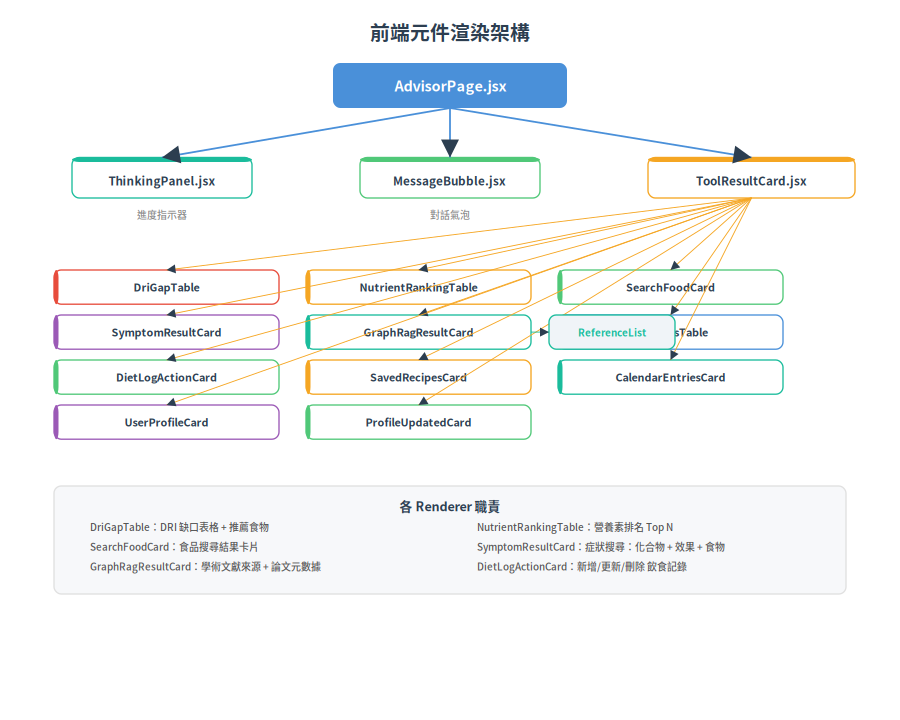 前端元件渲染架構
AdvisorPage.jsx
ThinkingPanel.jsx
MessageBubble.jsx
ToolResultCard.jsx
進度指示器
對話氣泡
DriGapTable
NutrientRankingTable
SearchFoodCard
SymptomResultCard
GraphRagResultCard
ReferenceList
sTable
DietLogActionCard
SavedRecipesCard
CalendarEntriesCard
UserProfileCard
ProfileUpdatedCard
各 Renderer 職責
DriGapTable：DRI 缺口表格 + 推薦食物
NutrientRankingTable：營養素排名 Top N
SearchFoodCard：食品搜尋結果卡片
SymptomResultCard：症狀搜尋：化合物 + 效果 + 食物
GraphRagResultCard：學術文獻來源 + 論文元數據
DietLogActionCard：新增/更新/刪除 飲食記錄